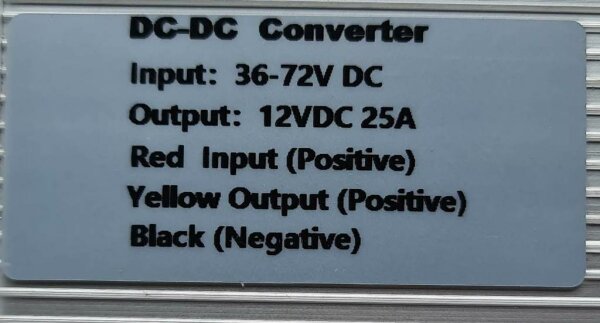 DC-DC Converter
Input: 36-72V DC
Output: 12VDC 25A
Red Input (Positive)
Yellow Output (Positive)
Black (Negative)